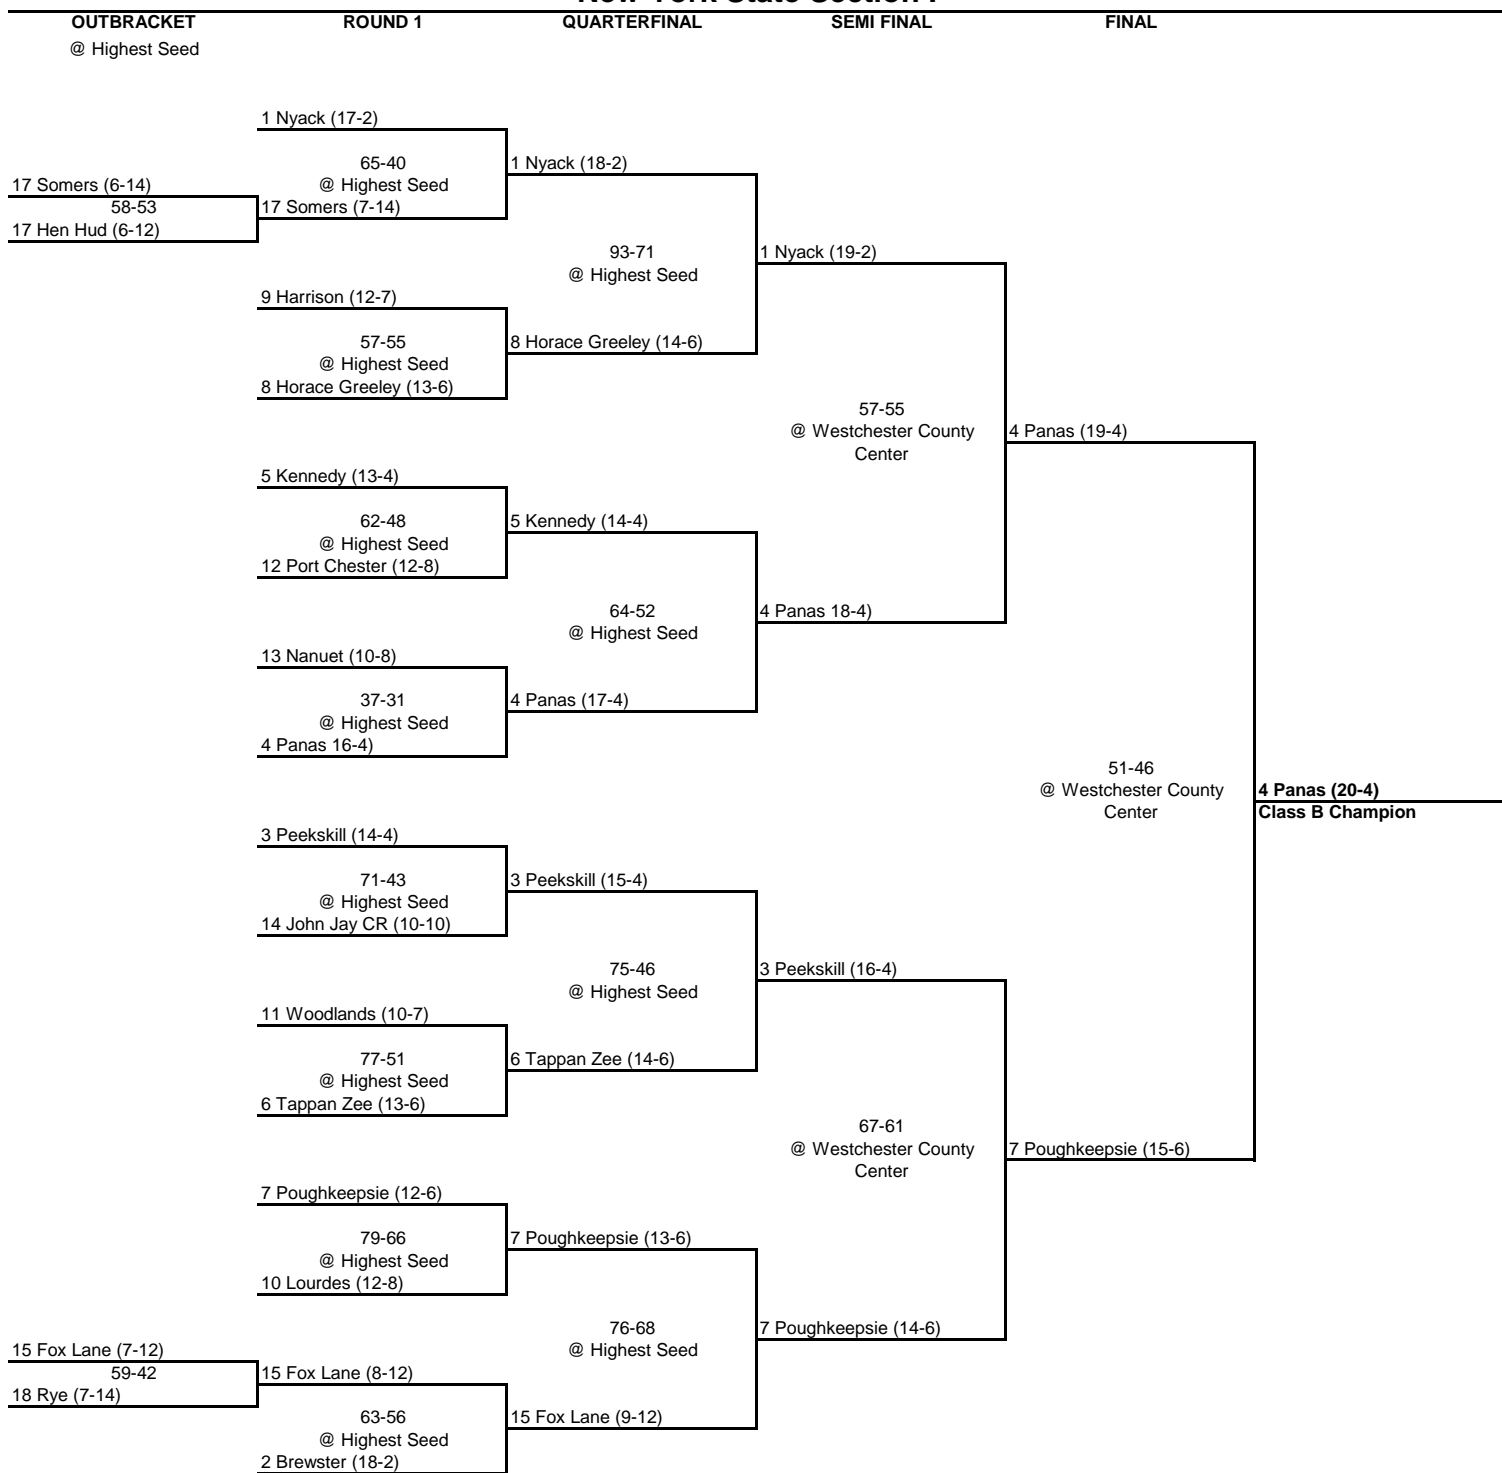 OUTBRACKET ROUND 1 QUARTERFINAL SEMI FINAL FINAL
@ Highest Seed
1 Nyack (17-2)
65-40
@ Highest Seed
1 Nyack (18-2)
17 Somers (6-14)
58-53
17 Somers (7-14)
17 Hen Hud (6-12)
93-71
@ Highest Seed
1 Nyack (19-2)
9 Harrison (12-7)
57-55
@ Highest Seed
8 Horace Greeley (14-6)
8 Horace Greeley (13-6)
57-55
@ Westchester County
Center
4 Panas (19-4)
5 Kennedy (13-4)
62-48
@ Highest Seed
5 Kennedy (14-4)
12 Port Chester (12-8)
64-52
@ Highest Seed
4 Panas 18-4)
13 Nanuet (10-8)
37-31
@ Highest Seed
4 Panas (17-4)
4 Panas 16-4)
51-46
@ Westchester County
Center
4 Panas (20-4)
Class B Champion
3 Peekskill (14-4)
71-43
@ Highest Seed
3 Peekskill (15-4)
14 John Jay CR (10-10)
75-46
@ Highest Seed
3 Peekskill (16-4)
11 Woodlands (10-7)
77-51
@ Highest Seed
6 Tappan Zee (14-6)
6 Tappan Zee (13-6)
67-61
@ Westchester County
Center
7 Poughkeepsie (15-6)
7 Poughkeepsie (12-6)
79-66
@ Highest Seed
7 Poughkeepsie (13-6)
10 Lourdes (12-8)
76-68
@ Highest Seed
7 Poughkeepsie (14-6)
15 Fox Lane (7-12)
59-42
15 Fox Lane (8-12)
18 Rye (7-14)
63-56
@ Highest Seed
15 Fox Lane (9-12)
2 Brewster (18-2)